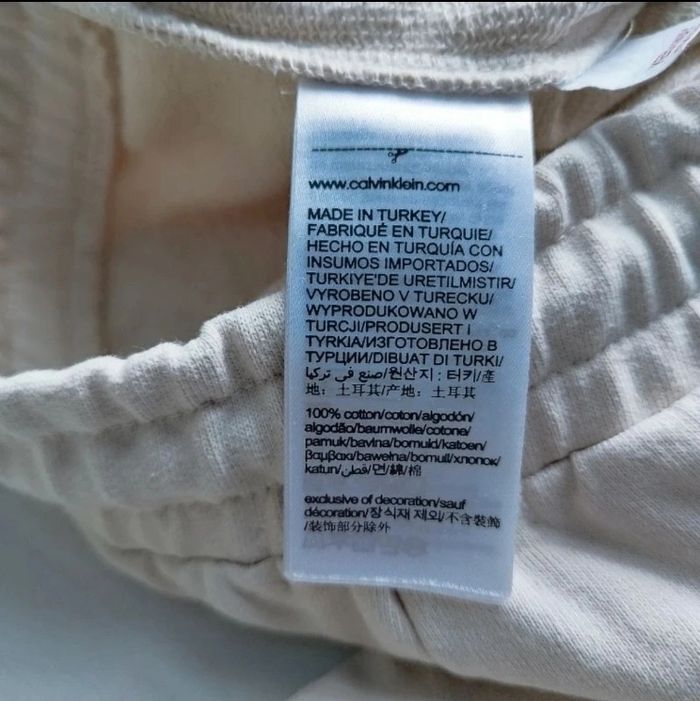 www.calvinklein.com
MADE IN TURKEY/
FABRIQUÉ EN TURQUIE/
HECHO EN TURQUÍA CON
INSUMOS IMPORTADOS/
TURKIYE'DE URETILMISTIR/
VYROBENO V TURECKU/
WYPRODUKOWANO W
TURCJI/PRODUSERT I
TYRKIA/ИЗГОТОВЛЕНО В
ТУРЦИИ/DIBUAT DI TURKI/
صنع في تركيا/원산지 : 터키/產
地: 土耳其/产地: 土耳其
100% cotton/coton/algodón/
algodão/baumwolle/cotone/
pamuk/bavlna/bomuld/katoen/
βαμβακι/bawełna/bomull/хлопок/
katun/قطن/면/綿/棉
exclusive of decoration/sauf
décoration/장식재 제외/不含裝飾
/装饰部分除外